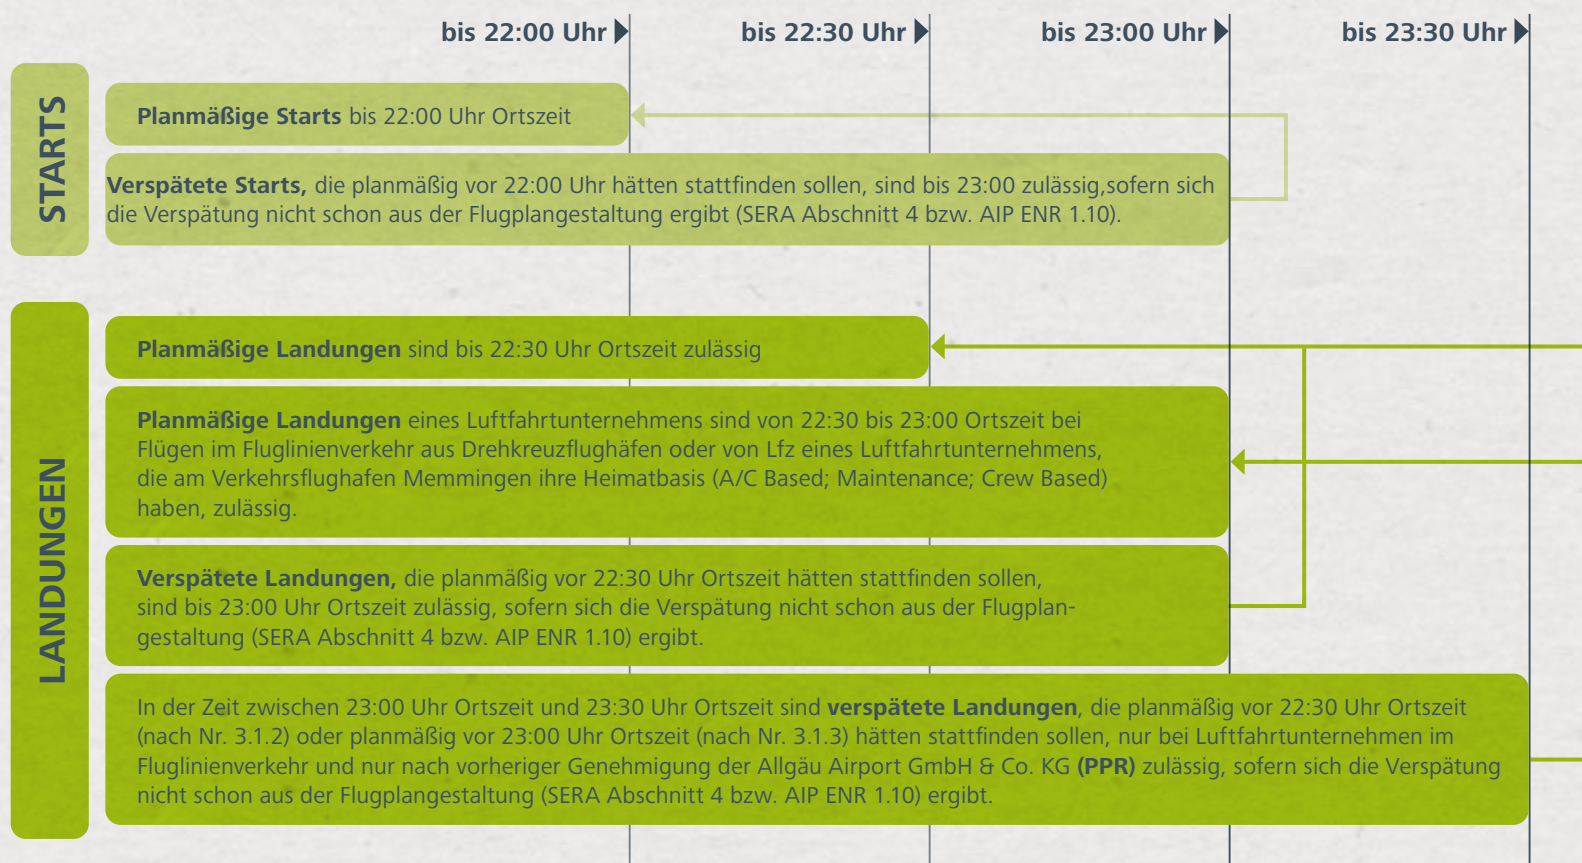 bis 22:00 Uhr
bis 22:30 Uhr
bis 23:00 Uhr
bis 23:30 Uhr
STARTS
Planmäßige Starts bis 22:00 Uhr Ortszeit
Verspätete Starts, die planmäßig vor 22:00 Uhr hätten stattfinden sollen, sind bis 23:00 zulässig,sofern sich
die Verspätung nicht schon aus der Flugplangestaltung ergibt (SERA Abschnitt 4 bzw. AIP ENR 1.10).
LANDUNGEN
Planmäßige Landungen sind bis 22:30 Uhr Ortszeit zulässig
Planmäßige Landungen eines Luftfahrtunternehmens sind von 22:30 bis 23:00 Ortszeit bei
Flügen im Fluglinienverkehr aus Drehkreuzflughäfen oder von Lfz eines Luftfahrtunternehmens,
die am Verkehrsflughafen Memmingen ihre Heimatbasis (A/C Based; Maintenance; Crew Based)
haben, zulässig.
Verspätete Landungen, die planmäßig vor 22:30 Uhr Ortszeit hätten stattfinden sollen,
sind bis 23:00 Uhr Ortszeit zulässig, sofern sich die Verspätung nicht schon aus der Flugplan-
gestaltung (SERA Abschnitt 4 bzw. AIP ENR 1.10) ergibt.
In der Zeit zwischen 23:00 Uhr Ortszeit und 23:30 Uhr Ortszeit sind verspätete Landungen, die planmäßig vor 22:30 Uhr Ortszeit
(nach Nr. 3.1.2) oder planmäßig vor 23:00 Uhr Ortszeit (nach Nr. 3.1.3) hätten stattfinden sollen, nur bei Luftfahrtunternehmen im
Fluglinienverkehr und nur nach vorheriger Genehmigung der Allgäu Airport GmbH & Co. KG (PPR) zulässig, sofern sich die Verspätung
nicht schon aus der Flugplangestaltung (SERA Abschnitt 4 bzw. AIP ENR 1.10) ergibt.